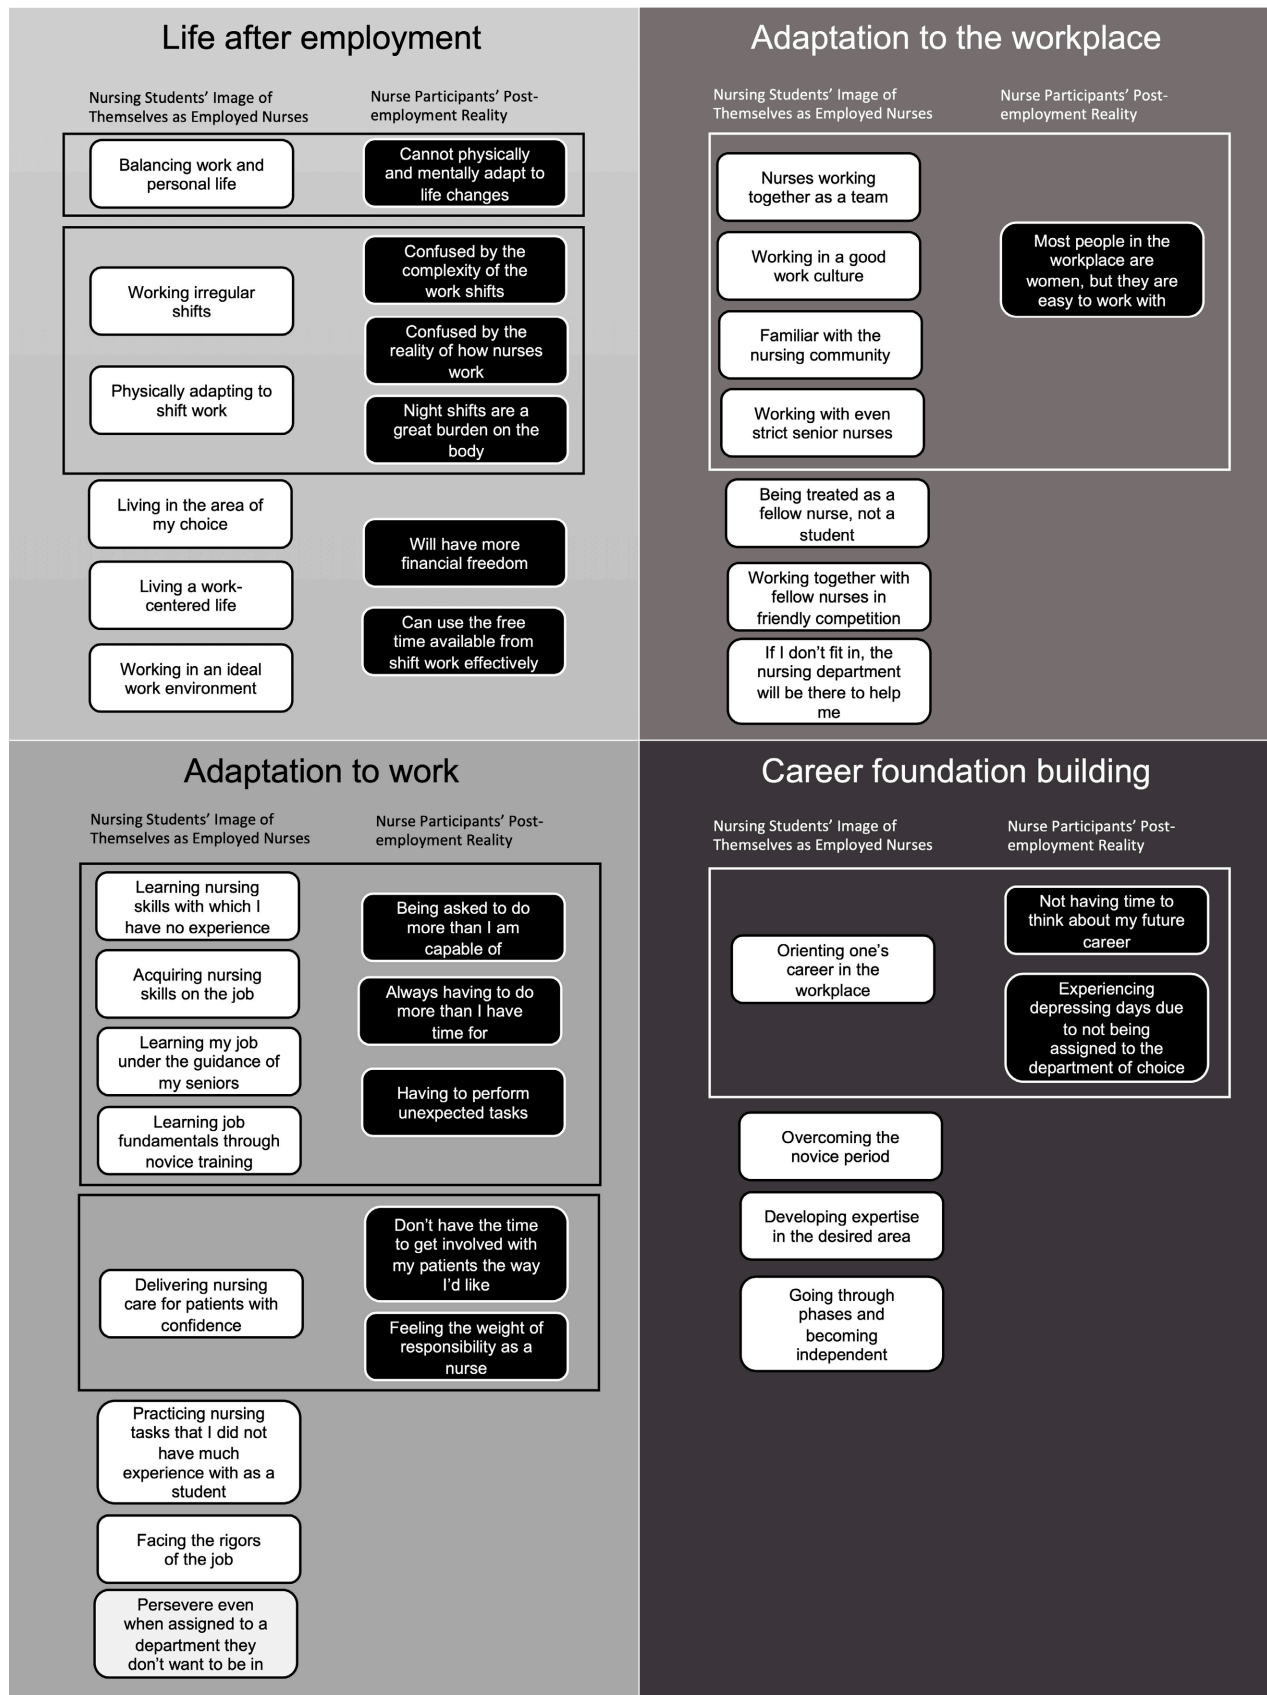 Life after employment
Nursing Students’ Image of
Themselves as Employed Nurses
Nurse Participants’ Post-
employment Reality
Balancing work and
personal life
Cannot physically
and mentally adapt to
life changes
Working irregular
shifts
Physically adapting to
shift work
Confused by the
complexity of the
work shifts
Confused by the
reality of how nurses
work
Night shifts are a
great burden on the
body
Living in the area of
my choice
Living a work-
centered life
Working in an ideal
work environment
Will have more
financial freedom
Can use the free
time available from
shift work effectively
Adaptation to the workplace
Nursing Students’ Image of
Themselves as Employed Nurses
Nurse Participants’ Post-
employment Reality
Nurses working
together as a team
Working in a good
work culture
Familiar with the
nursing community
Working with even
strict senior nurses
Most people in the
workplace are
women, but they are
easy to work with
Being treated as a
fellow nurse, not a
student
Working together with
fellow nurses in
friendly competition
If I don’t fit in, the
nursing department
will be there to help
me
Adaptation to work
Nursing Students’ Image of
Themselves as Employed Nurses
Nurse Participants’ Post-
employment Reality
Learning nursing
skills with which I
have no experience
Acquiring nursing
skills on the job
Learning my job
under the guidance of
my seniors
Learning job
fundamentals through
novice training
Being asked to do
more than I am
capable of
Always having to do
more than I have
time for
Having to perform
unexpected tasks
Delivering nursing
care for patients with
confidence
Don’t have the time
to get involved with
my patients the way
I’d like
Feeling the weight of
responsibility as a
nurse
Practicing nursing
tasks that I did not
have much
experience with as a
student
Facing the rigors
of the job
Persevere even
when assigned to a
department they
don’t want to be in
Career foundation building
Nursing Students’ Image of
Themselves as Employed Nurses
Nurse Participants’ Post-
employment Reality
Orienting one’s
career in the
workplace
Not having time to
think about my future
career
Experiencing
depressing days due
to not being
assigned to the
department of choice
Overcoming the
novice period
Developing expertise
in the desired area
Going through
phases and
becoming
independent